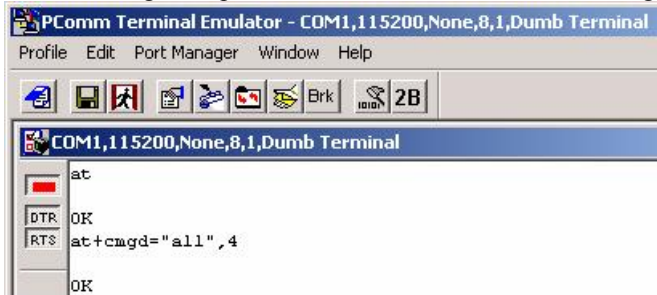 PComm Terminal Emulator - COM1,115200,None,8,1,Dumb Terminal
Profile Edit Port Manager Window Help
Brk 2B
COM1,115200,None,8,1,Dumb Terminal
at
DTR OK
RTS at+cmgd="all",4
OK